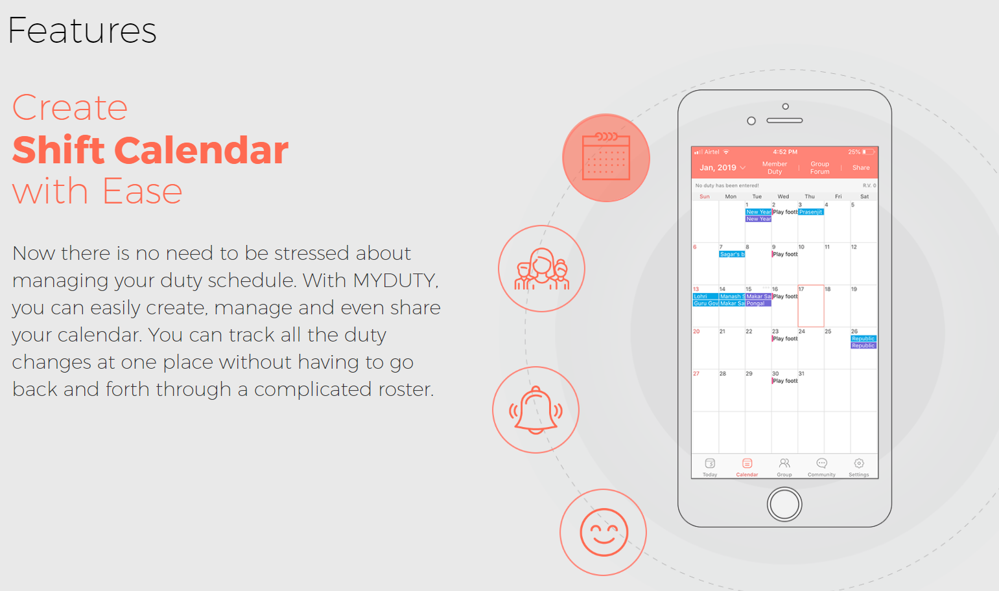 Features
Create
Shift Calendar
with Ease
Now there is no need to be stressed about
managing your duty schedule. With MYDUTY,
you can easily create, manage and even share
your calendar. You can track all the duty
changes at one place without having to go
back and forth through a complicated roster.
Airtel 4:52 PM 25%
Jan, 2019 Member Duty | Group Forum | Share
No duty has been entered! R.V. 0
Sun Mon Tue Wed Thu Fri Sat
1 2 3 4 5
New Year Play footb Prasenjit
New Year
6 7 8 9 10 11 12
Sagar's b Play footb
13 14 15 16 17 18 19
Lohri Manash S Makar Sa Play footb
Guru Gov Makar Sa Pongal
20 21 22 23 24 25 26
Play footb Republic
Republic
27 28 29 30 31
Play footb
5
Today Calendar Group Community Settings